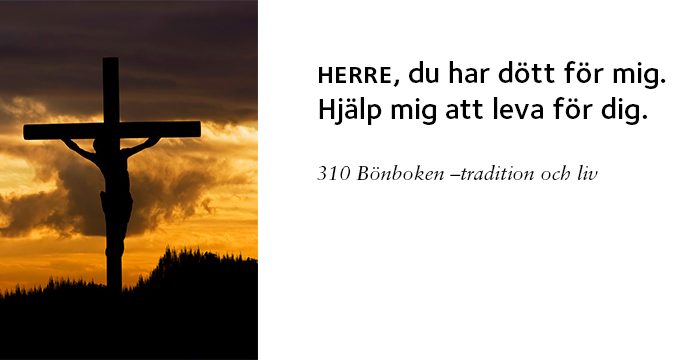 HERRE, du har dött för mig.
Hjälp mig att leva för dig.
310 Bönboken –tradition och liv